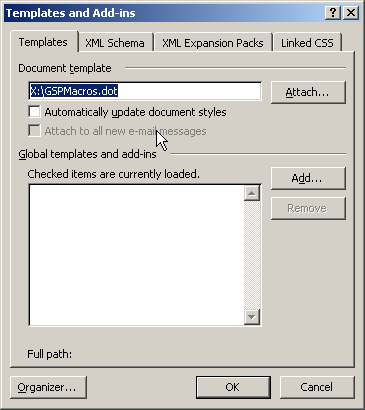 Templates and Add-ins
Templates XML Schema XML Expansion Packs Linked CSS
Document template
X:\GSPMacros.dot
Attach...
Automatically update document styles
Attach to all new e-mail messages
Global templates and add-ins
Checked items are currently loaded.
Add...
Remove
Full path:
Organizer... OK Cancel